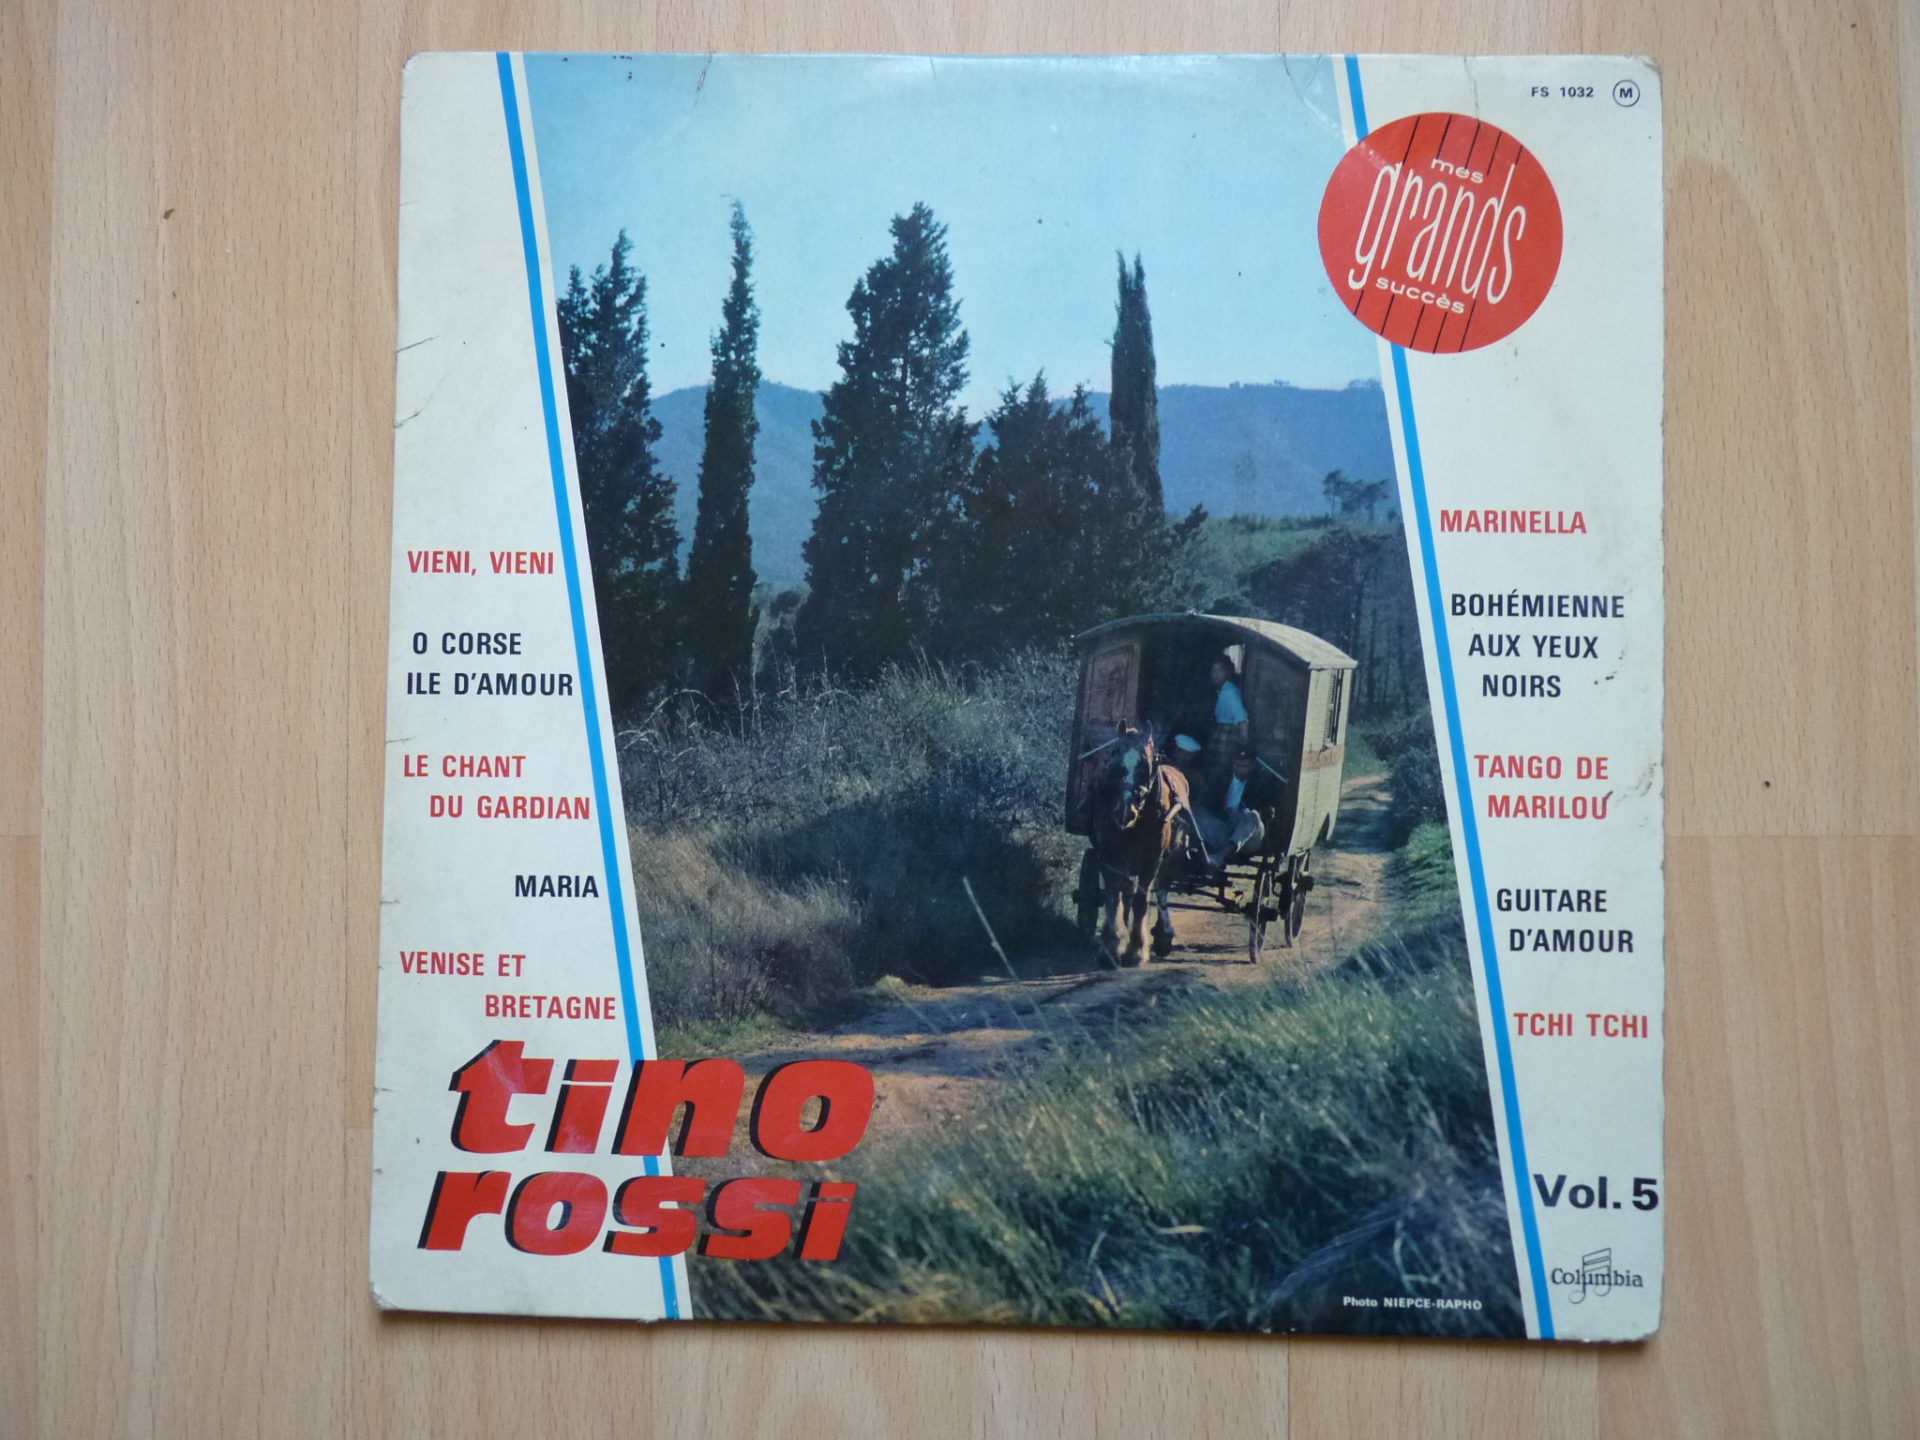 FS 1032 M
mes
grands
succès
VIENI, VIENI
O CORSE
ILE D'AMOUR
LE CHANT
DU GARDIAN
MARIA
VENISE ET
BRETAGNE
MARINELLA
BOHÉMIENNE
AUX YEUX
NOIRS
TANGO DE
MARILOU
GUITARE
D'AMOUR
TCHI TCHI
tino
rossi
Vol. 5
Columbia
Photo NIEPCE-RAPHO